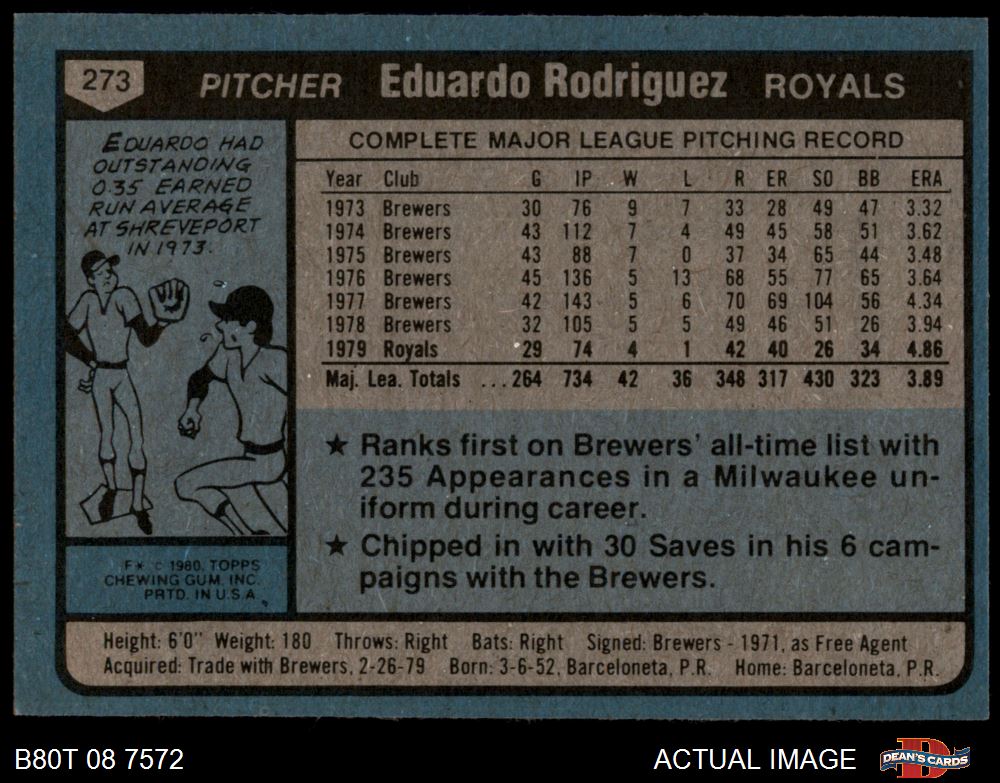 273 PITCHER Eduardo Rodriguez ROYALS
EDUARDO HAD
OUTSTANDING
0.35 EARNED
RUN AVERAGE
AT SHREVEPORT
IN 1973.
COMPLETE MAJOR LEAGUE PITCHING RECORD
Year Club G IP W L R ER SO BB ERA
1973 Brewers 30 76 9 7 33 28 49 47 3.32
1974 Brewers 43 112 7 4 49 45 58 51 3.62
1975 Brewers 43 88 7 0 37 34 65 44 3.48
1976 Brewers 45 136 5 13 68 55 77 65 3.64
1977 Brewers 42 143 5 6 70 69 104 56 4.34
1978 Brewers 32 105 5 5 49 46 51 26 3.94
1979 Royals 29 74 4 1 42 40 26 34 4.86
Maj. Lea. Totals ...264 734 42 36 348 317 430 323 3.89
★ Ranks first on Brewers' all-time list with
235 Appearances in a Milwaukee un-
iform during career.
★ Chipped in with 30 Saves in his 6 cam-
paigns with the Brewers.
F* © 1980, TOPPS
CHEWING GUM, INC.
PRTD. IN U.S.A.
Height: 6'0" Weight: 180 Throws: Right Bats: Right Signed: Brewers - 1971, as Free Agent
Acquired: Trade with Brewers, 2-26-79 Born: 3-6-52, Barceloneta, P.R. Home: Barceloneta, P.R.
B80T 08 7572 ACTUAL IMAGE D DEAN'S CARDS